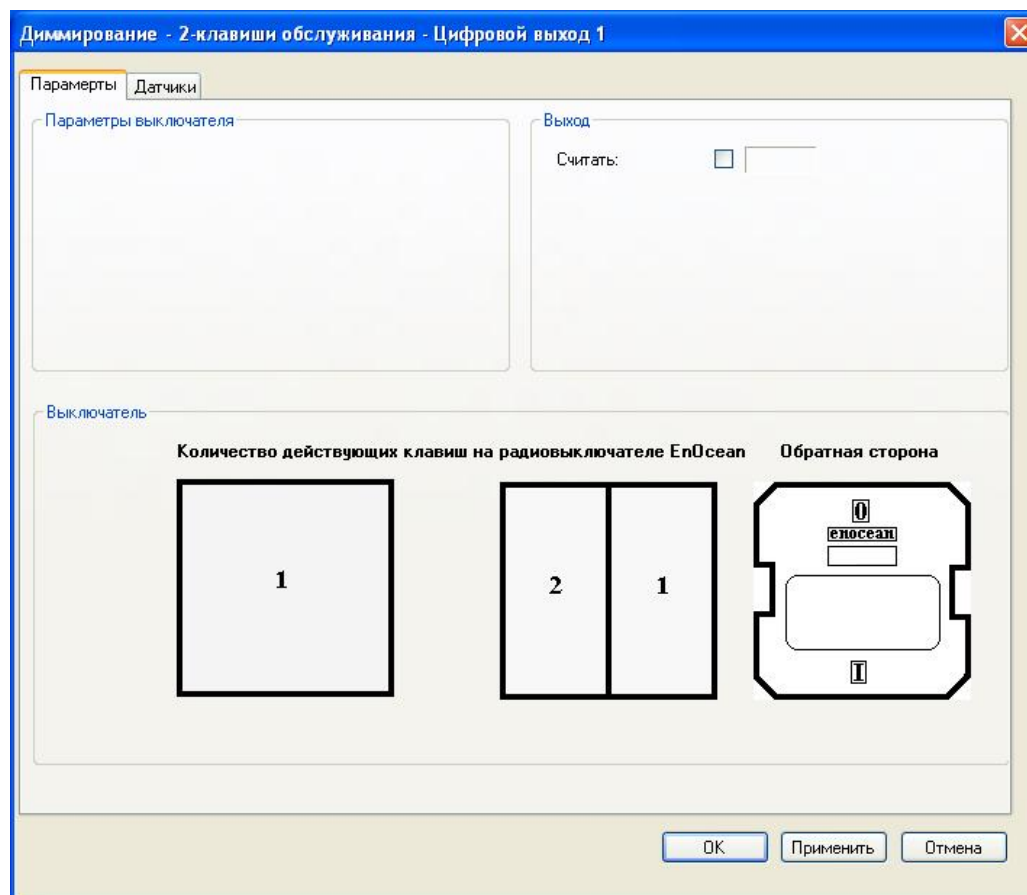 Диммирование - 2-клавиши обслуживания - Цифровой выход 1
Парамерты
Датчики
Параметры выключателя
Выход
Считать:
Выключатель
Количество действующих клавиш на радиовыключателе EnOcean
Обратная сторона
1
2
1
0
enocean
I
OK
Применить
Отмена